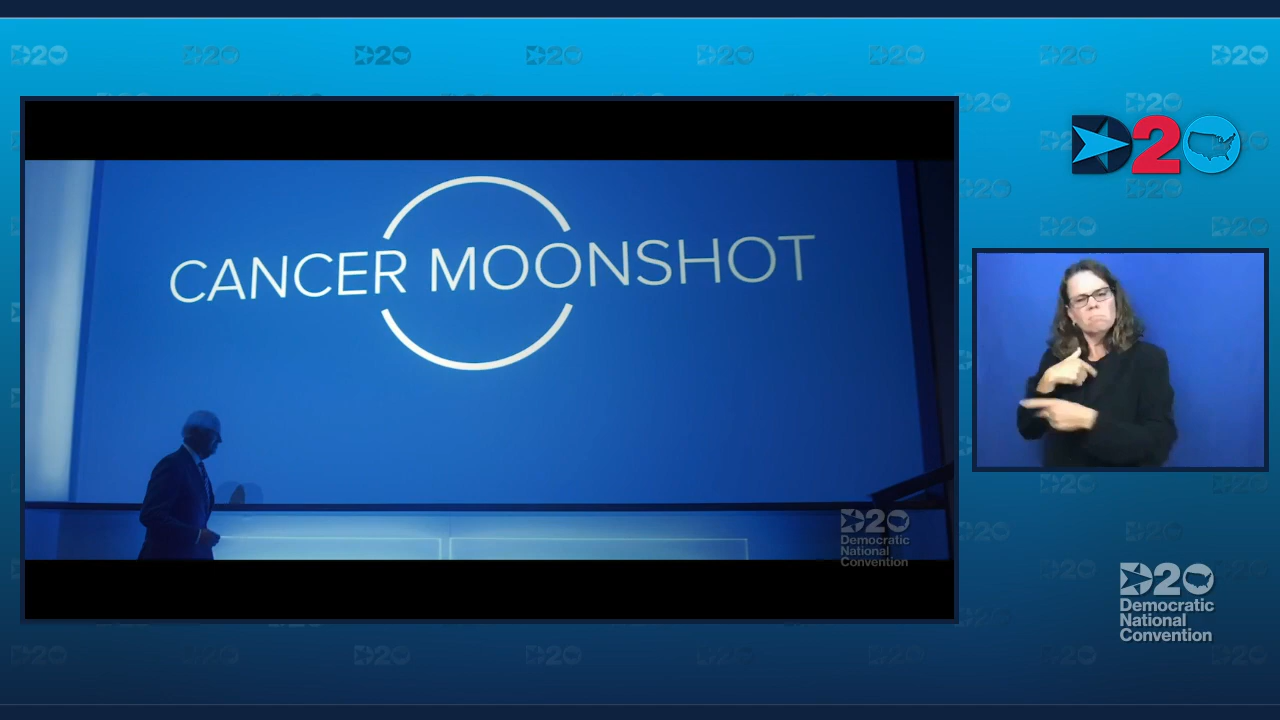 D20
CANCER MOONSHOT
D20
Democratic
National
Convention
D20
Democratic
National
Convention